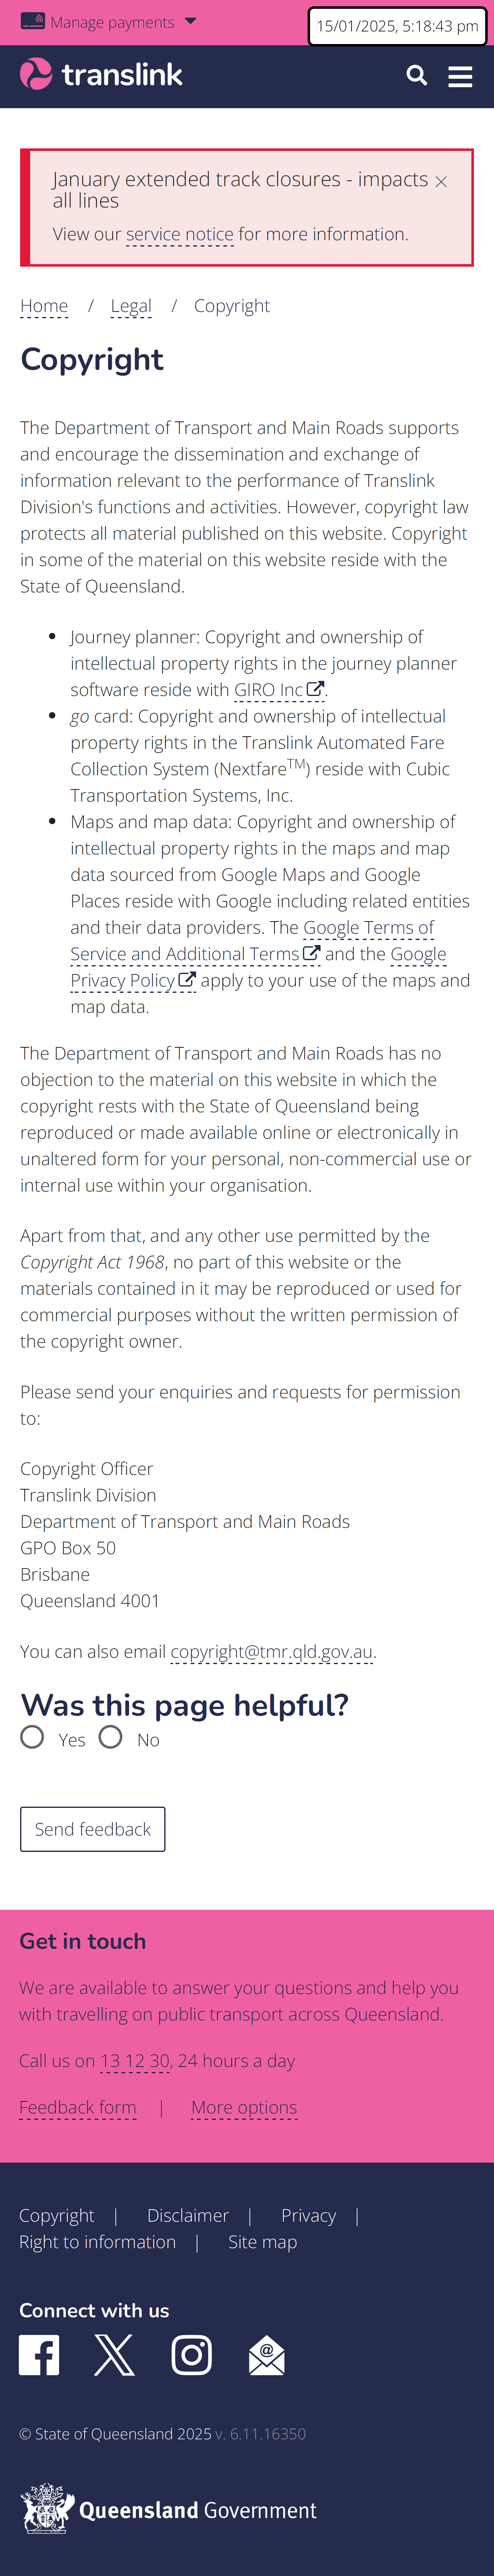 Manage payments
15/01/2025, 5:18:43 pm
translink
January extended track closures - impacts
all lines
View our service notice for more information.
Home / Legal / Copyright
Copyright
The Department of Transport and Main Roads supports
and encourage the dissemination and exchange of
information relevant to the performance of Translink
Division's functions and activities. However, copyright law
protects all material published on this website. Copyright
in some of the material on this website reside with the
State of Queensland.
• Journey planner: Copyright and ownership of
intellectual property rights in the journey planner
software reside with GIRO Inc.
• go card: Copyright and ownership of intellectual
property rights in the Translink Automated Fare
Collection System (Nextfare™) reside with Cubic
Transportation Systems, Inc.
• Maps and map data: Copyright and ownership of
intellectual property rights in the maps and map
data sourced from Google Maps and Google
Places reside with Google including related entities
and their data providers. The Google Terms of
Service and Additional Terms and the Google
Privacy Policy apply to your use of the maps and
map data.
The Department of Transport and Main Roads has no
objection to the material on this website in which the
copyright rests with the State of Queensland being
reproduced or made available online or electronically in
unaltered form for your personal, non-commercial use or
internal use within your organisation.
Apart from that, and any other use permitted by the
Copyright Act 1968, no part of this website or the
materials contained in it may be reproduced or used for
commercial purposes without the written permission of
the copyright owner.
Please send your enquiries and requests for permission
to:
Copyright Officer
Translink Division
Department of Transport and Main Roads
GPO Box 50
Brisbane
Queensland 4001
You can also email copyright@tmr.qld.gov.au.
Was this page helpful?
Yes No
Send feedback
Get in touch
We are available to answer your questions and help you
with travelling on public transport across Queensland.
Call us on 13 12 30, 24 hours a day
Feedback form | More options
Copyright | Disclaimer | Privacy |
Right to information | Site map
Connect with us
© State of Queensland 2025 v. 6.11.16350
Queensland Government